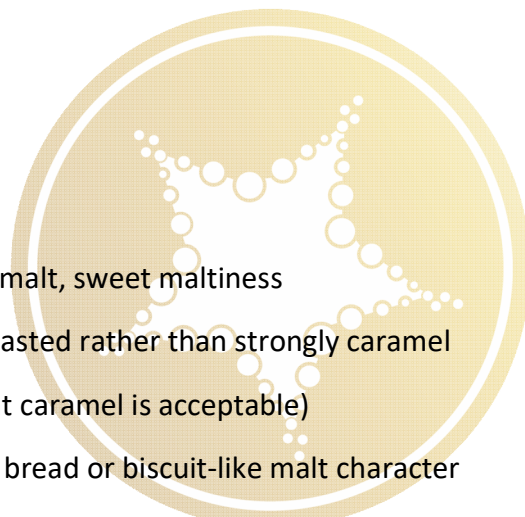 malt, sweet maltiness
asted rather than strongly caramel
t caramel is acceptable)
bread or biscuit-like malt character